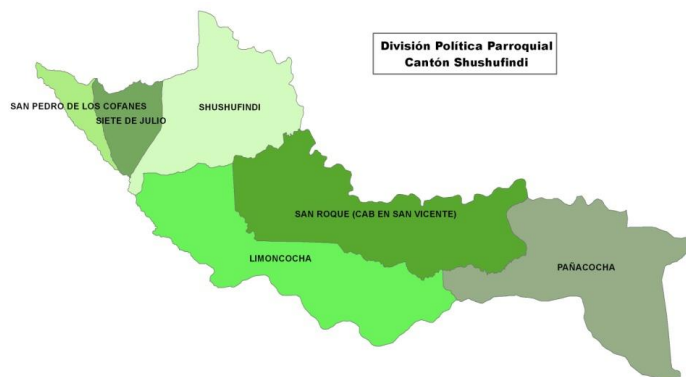 División Política Parroquial
Cantón Shushufindi
SAN PEDRO DE LOS COFANES
SIETE DE JULIO
SHUSHUFINDI
SAN ROQUE (CAB EN SAN VICENTE)
LIMONCOCHA
PAÑACOCHA